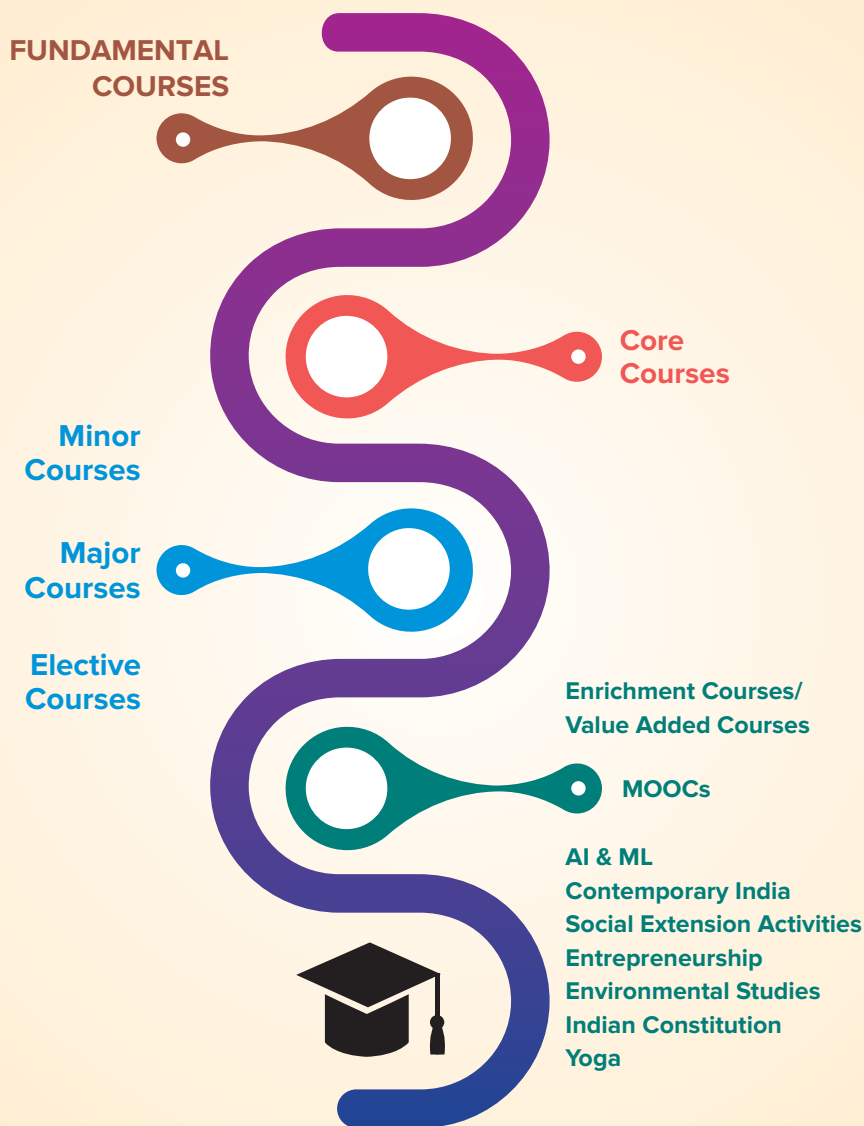 FUNDAMENTAL
COURSES
Core
Courses
Minor
Courses
Major
Courses
Elective
Courses
Enrichment Courses/
Value Added Courses
MOOCs
AI & ML
Contemporary India
Social Extension Activities
Entrepreneurship
Environmental Studies
Indian Constitution
Yoga